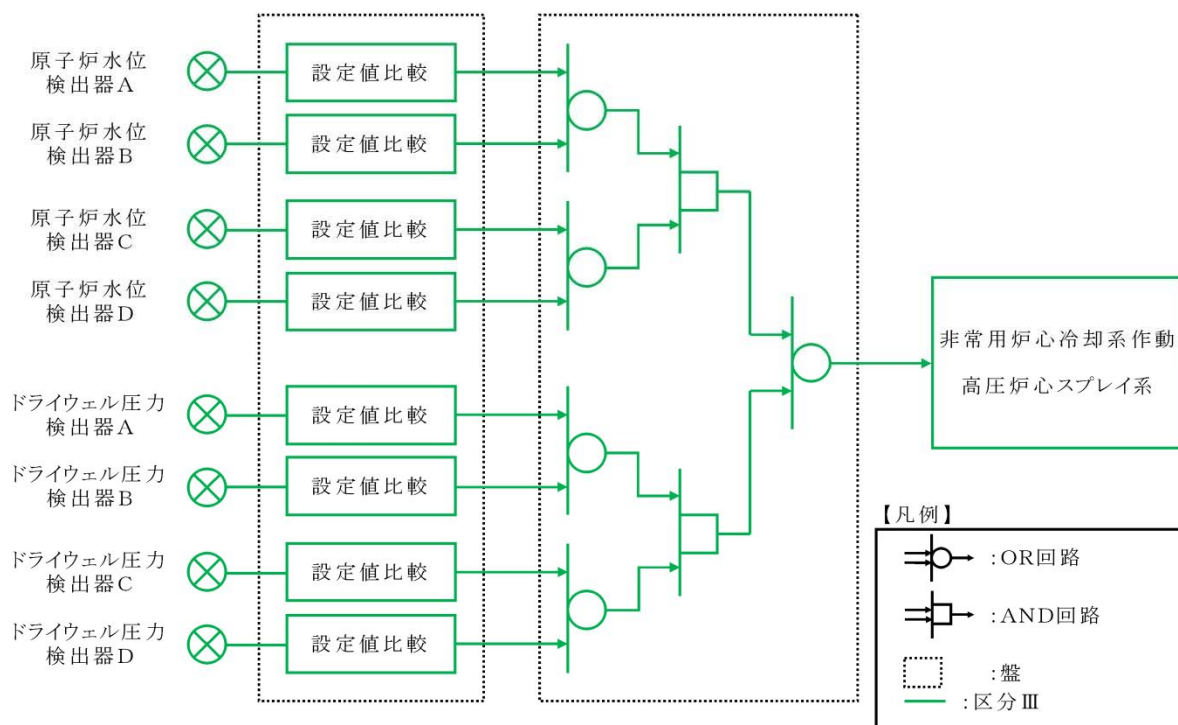 原子炉水位
検出器A
設定値比較
原子炉水位
検出器B
設定値比較
原子炉水位
検出器C
設定値比較
原子炉水位
検出器D
設定値比較
ドライウェル圧力
検出器A
設定値比較
ドライウェル圧力
検出器B
設定値比較
ドライウェル圧力
検出器C
設定値比較
ドライウェル圧力
検出器D
設定値比較
非常用炉心冷却系作動
高圧炉心スプレイ系
【凡例】
:OR回路
:AND回路
:盤
:区分Ⅲ